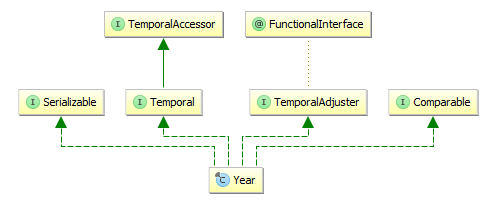 I TemporalAccessor
@ FunctionalInterface
I Serializable
I Temporal
I TemporalAdjuster
I Comparable
C Year